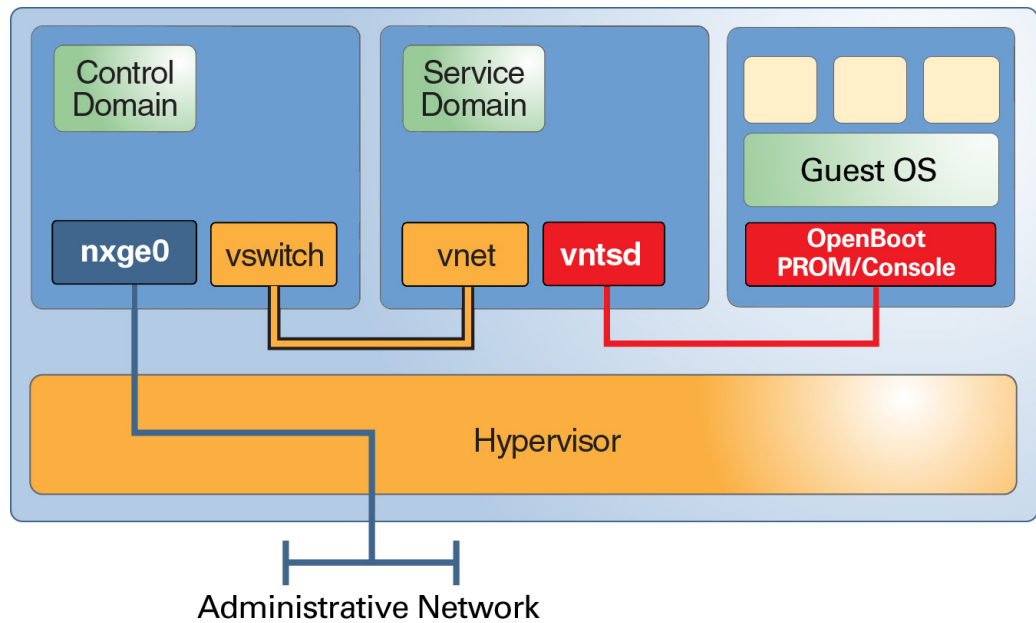 Control
Domain
Service
Domain
Guest OS
nxge0
vswitch
vnet
vntsd
OpenBoot
PROM/Console
Hypervisor
Administrative Network